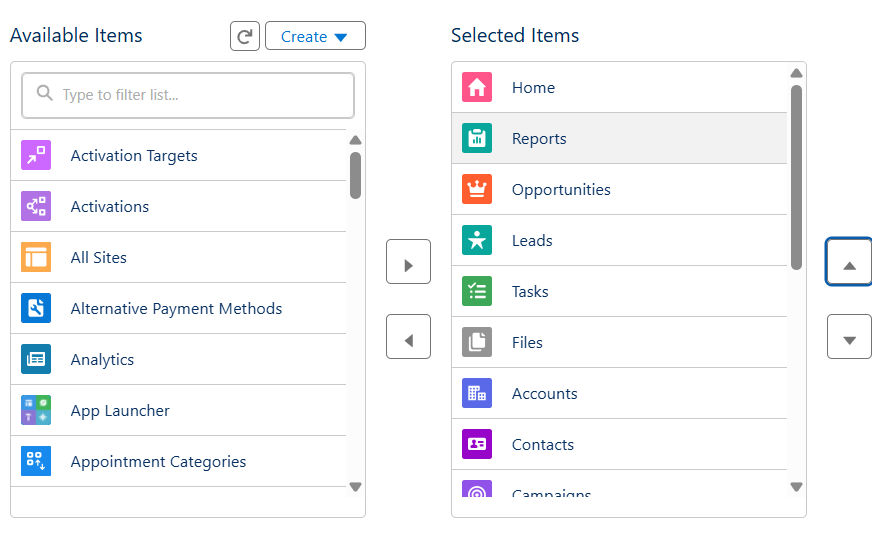 Available Items
Create
Type to filter list...
Activation Targets
Activations
All Sites
Alternative Payment Methods
Analytics
App Launcher
Appointment Categories
Selected Items
Home
Reports
Opportunities
Leads
Tasks
Files
Accounts
Contacts
Campaigns